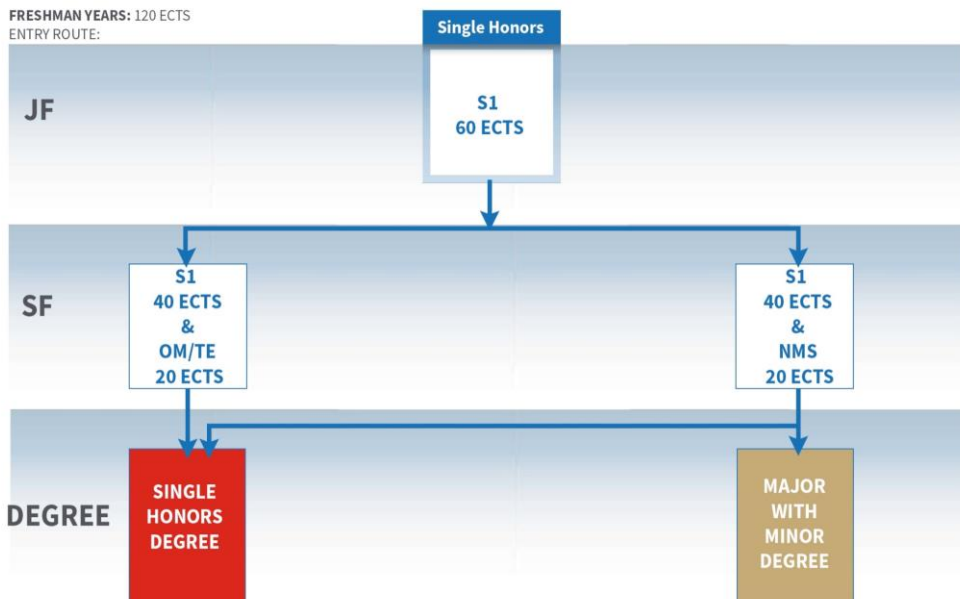 FRESHMAN YEARS: 120 ECTS
ENTRY ROUTE:
Single Honors
JF
S1
60 ECTS
SF
S1
40 ECTS
&
OM/TE
20 ECTS
S1
40 ECTS
&
NMS
20 ECTS
DEGREE
SINGLE
HONORS
DEGREE
MAJOR
WITH
MINOR
DEGREE